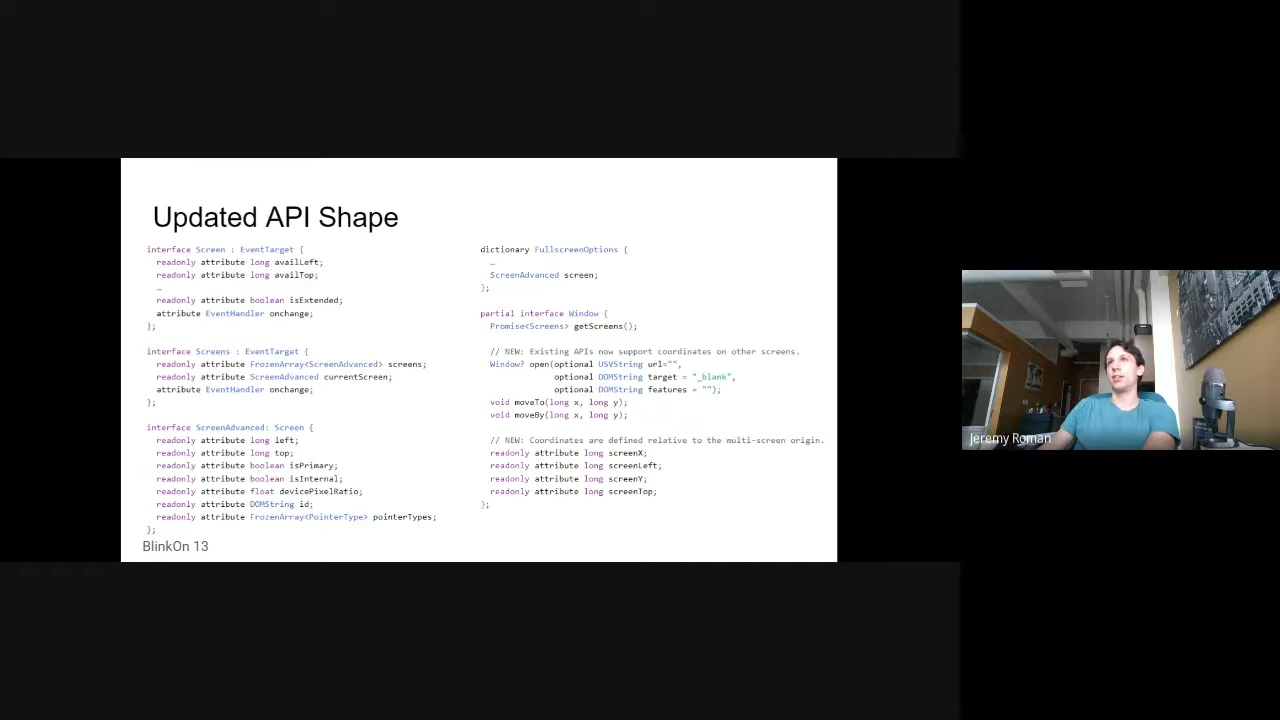 Updated API Shape
interface Screen : EventTarget {
readonly attribute long availLeft;
readonly attribute long availTop;
…
readonly attribute boolean isExtended;
attribute EventHandler onchange;
};
interface Screens : EventTarget {
readonly attribute FrozenArray<ScreenAdvanced> screens;
readonly attribute ScreenAdvanced currentScreen;
attribute EventHandler onchange;
};
interface ScreenAdvanced: Screen {
readonly attribute long left;
readonly attribute long top;
readonly attribute boolean isPrimary;
readonly attribute boolean isInternal;
readonly attribute float devicePixelRatio;
readonly attribute DOMString id;
readonly attribute FrozenArray<PointerType> pointerTypes;
};
BlinkOn 13
dictionary FullscreenOptions {
…
ScreenAdvanced screen;
};
partial interface Window {
Promise<Screens> getScreens();
// NEW: Existing APIs now support coordinates on other screens.
Window? open(optional USVString url="",
optional DOMString target = "_blank",
optional DOMString features = "");
void moveTo(long x, long y);
void moveBy(long x, long y);
// NEW: Coordinates are defined relative to the multi-screen origin.
readonly attribute long screenX;
readonly attribute long screenLeft;
readonly attribute long screenY;
readonly attribute long screenTop;
};
Jeremy Roman